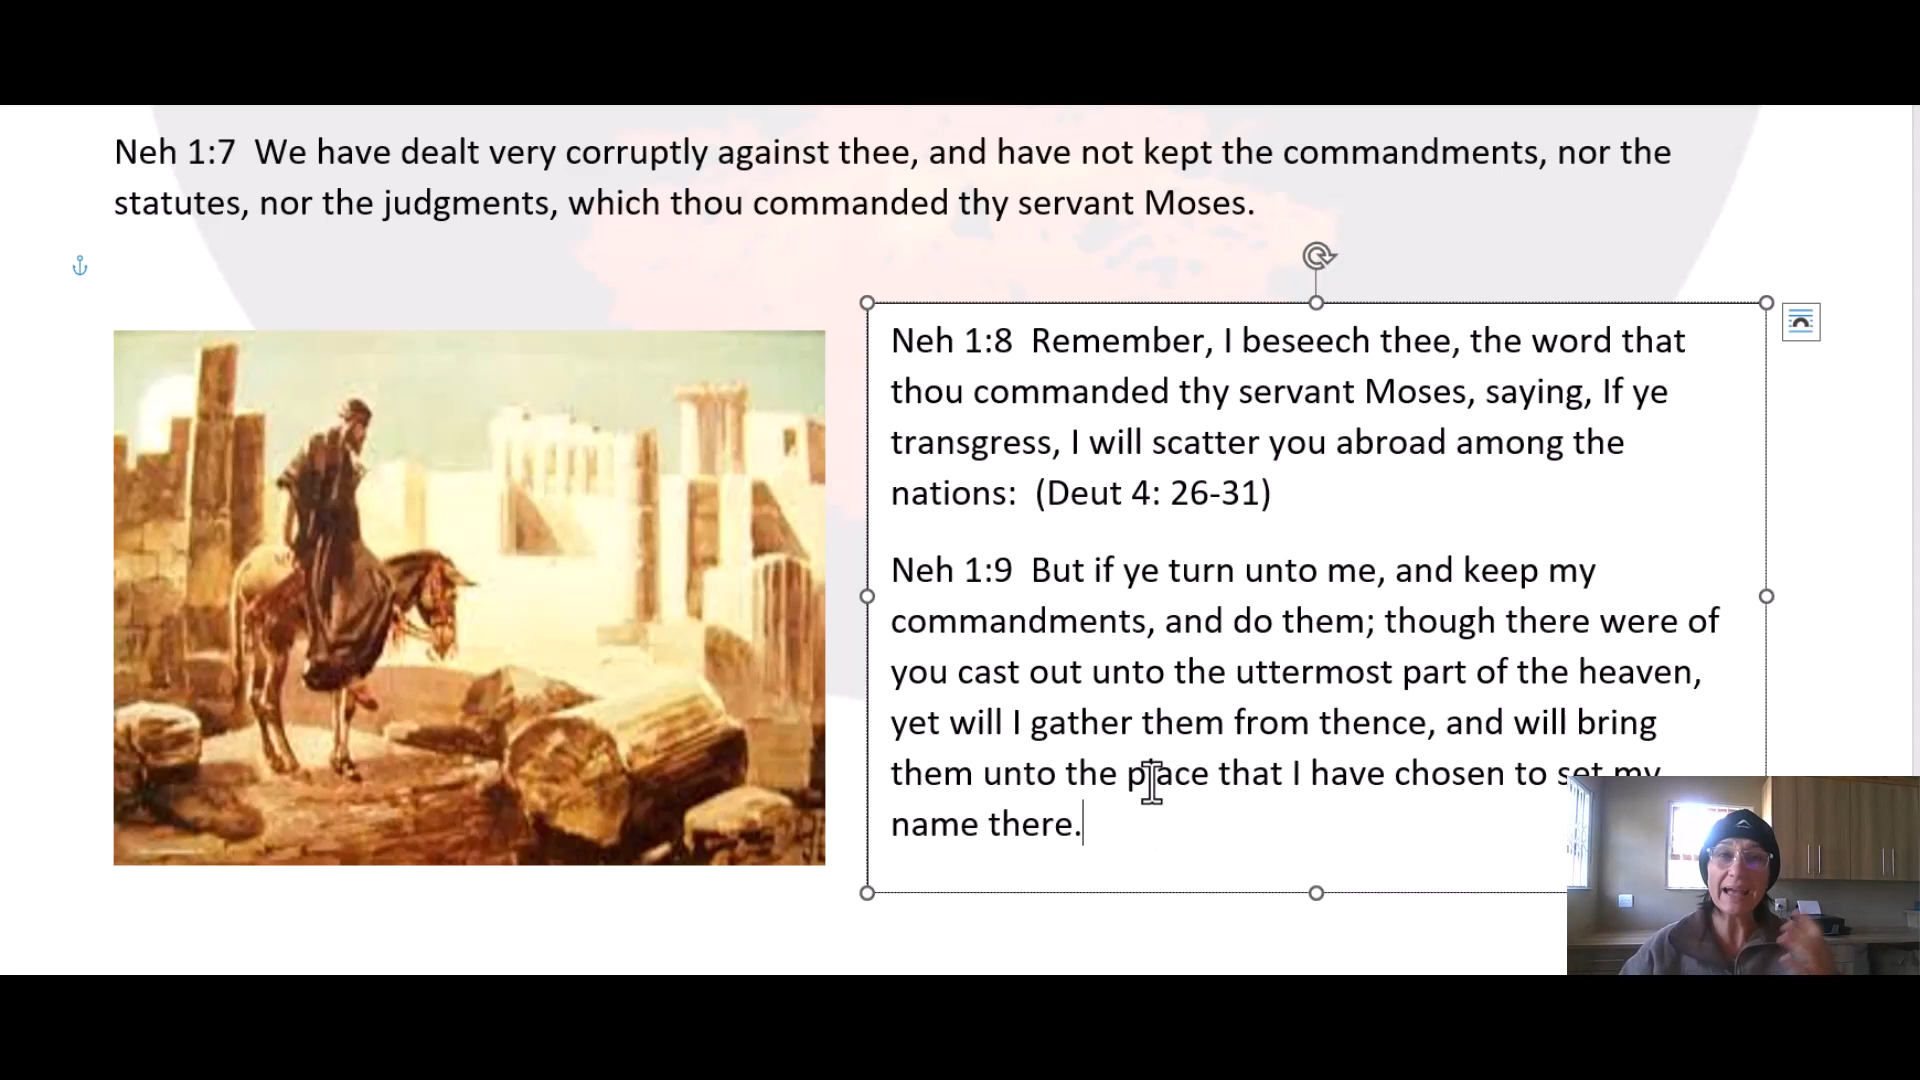 Neh 1:7  We have dealt very corruptly against thee, and have not kept the commandments, nor the
statutes, nor the judgments, which thou commanded thy servant Moses.
Neh 1:8  Remember, I beseech thee, the word that
thou commanded thy servant Moses, saying, If ye
transgress, I will scatter you abroad among the
nations:  (Deut 4: 26-31)
Neh 1:9  But if ye turn unto me, and keep my
commandments, and do them; though there were of
you cast out unto the uttermost part of the heaven,
yet will I gather them from thence, and will bring
them unto the place that I have chosen to set my
name there.